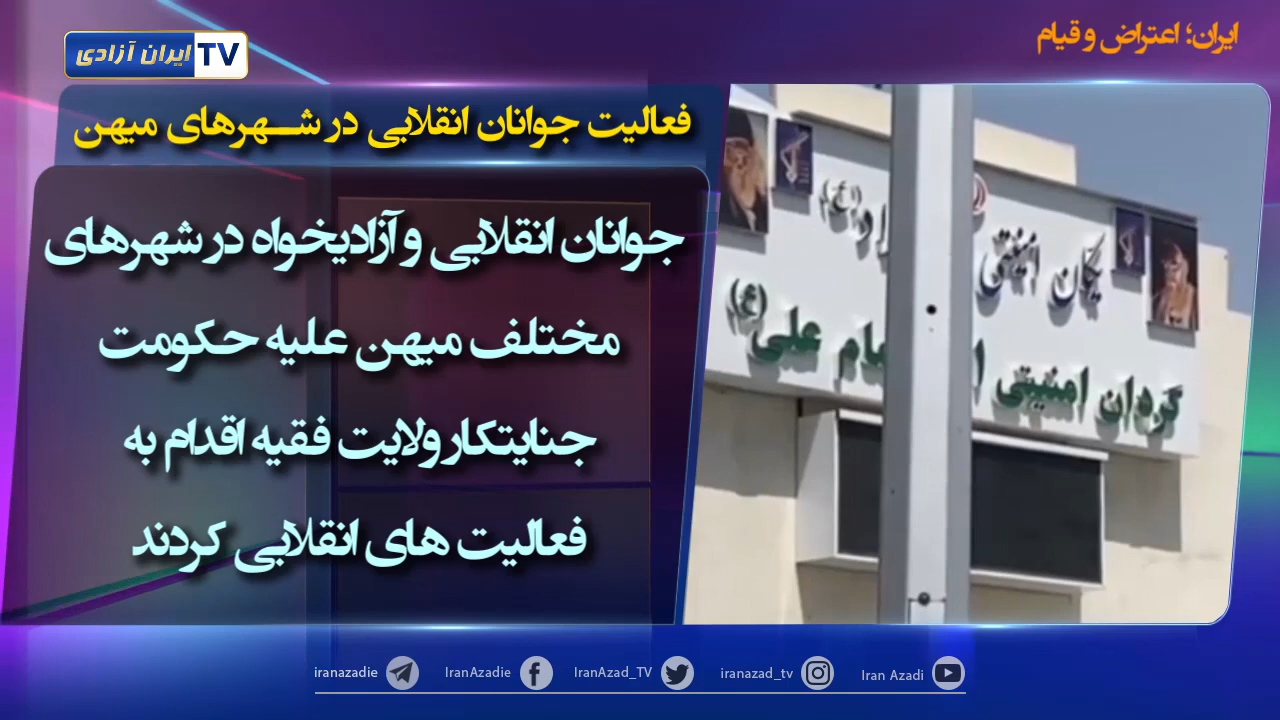 ایران؛ اعتراض و قیام
ایران آزادی TV
فعالیت جوانان انقلابی در شهرهای میهن
جوانان انقلابی و آزادیخواه در شهرهای
مختلف میهن علیه حکومت
جنایتکار ولایت فقیه اقدام به
فعالیت های انقلابی کردند
یگان امنیتی
(ع)
گردان امنیتی
علی (ع)
iranazadie
IranAzadie
IranAzad_TV
iranazad_tv
Iran Azadi